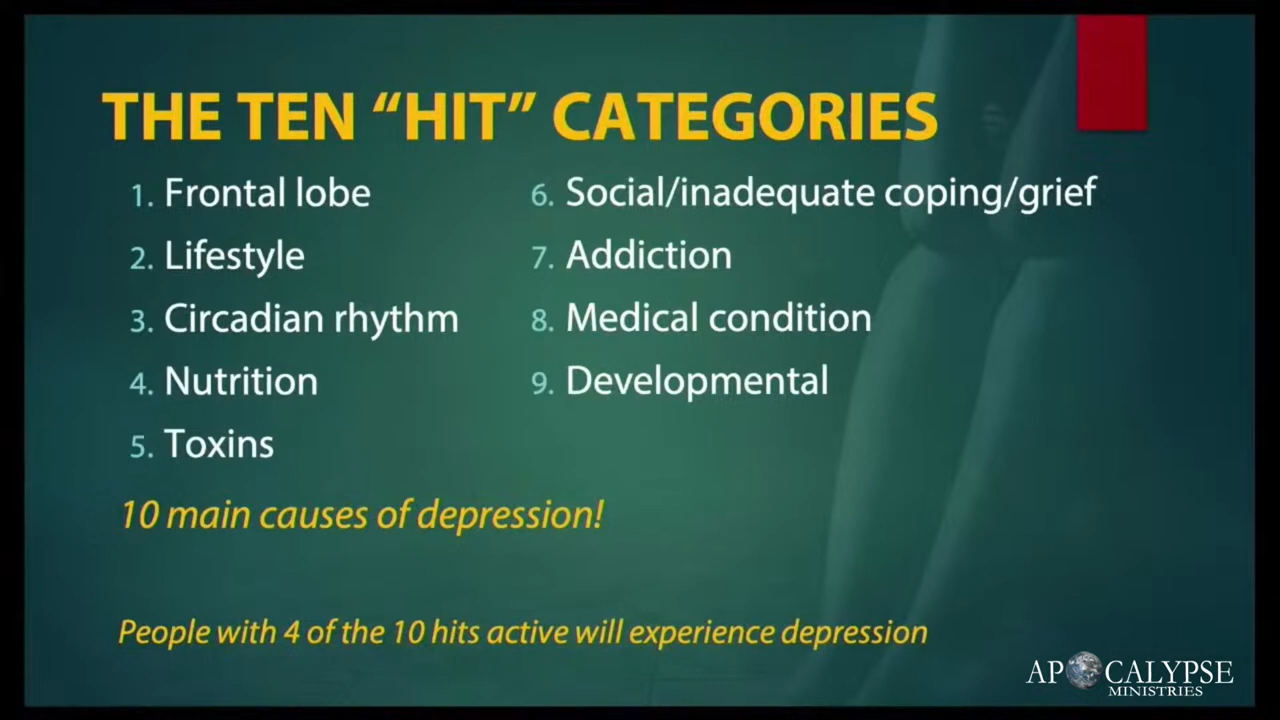 THE TEN “HIT” CATEGORIES
1. Frontal lobe
2. Lifestyle
3. Circadian rhythm
4. Nutrition
5. Toxins
6. Social/inadequate coping/grief
7. Addiction
8. Medical condition
9. Developmental
10 main causes of depression!
People with 4 of the 10 hits active will experience depression
APOCALYPSE
MINISTRIES